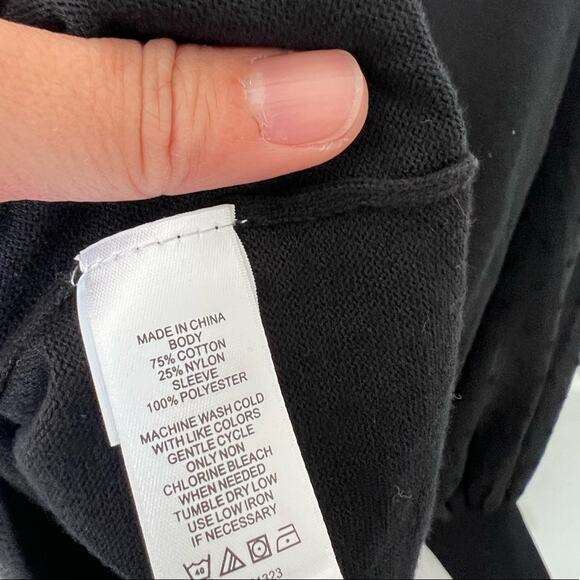 MADE IN CHINA
BODY
75% COTTON
25% NYLON
SLEEVE
100% POLYESTER
MACHINE WASH COLD
WITH LIKE COLORS
GENTLE CYCLE
ONLY NON
CHLORINE BLEACH
WHEN NEEDED
TUMBLE DRY LOW
USE LOW IRON
IF NECESSARY
40